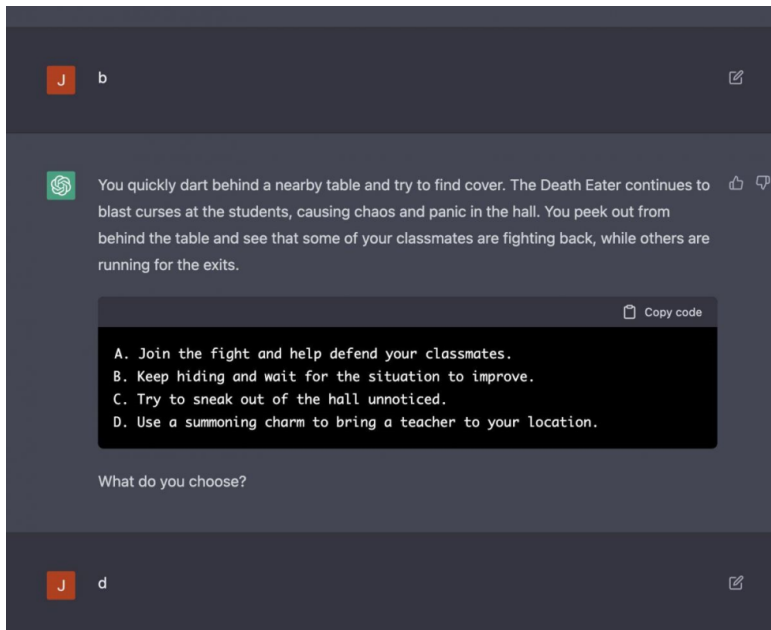 J b
You quickly dart behind a nearby table and try to find cover. The Death Eater continues to
blast curses at the students, causing chaos and panic in the hall. You peek out from
behind the table and see that some of your classmates are fighting back, while others are
running for the exits.
Copy code
A. Join the fight and help defend your classmates.
B. Keep hiding and wait for the situation to improve.
C. Try to sneak out of the hall unnoticed.
D. Use a summoning charm to bring a teacher to your location.
What do you choose?
J d